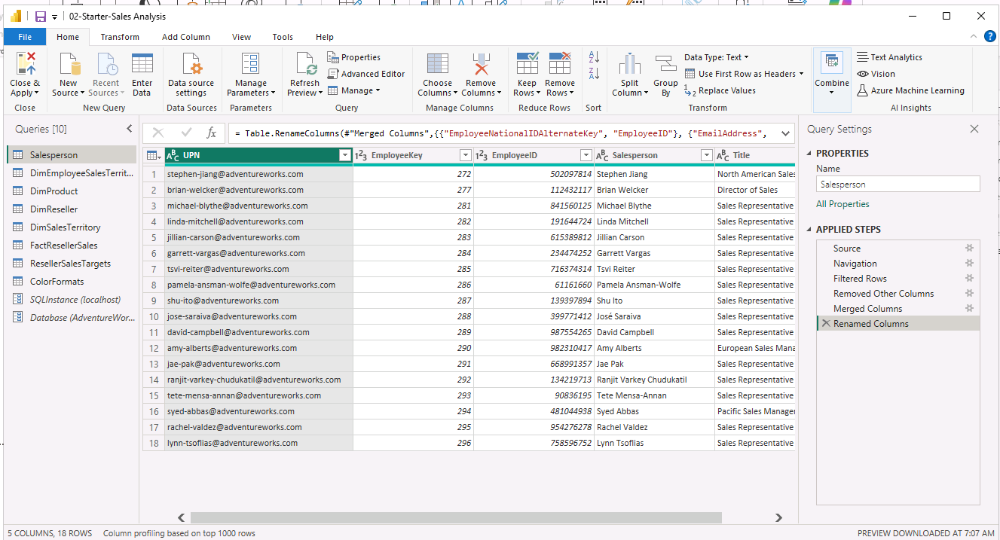 02-Starter-Sales Analysis
File Home Transform Add Column View Tools Help
Close & Apply
Close
New Source
Recent Sources
Enter Data
New Query
Data source settings
Data Sources
Manage Parameters
Parameters
Refresh Preview
Properties
Advanced Editor
Manage
Query
Choose Columns
Remove Columns
Manage Columns
Keep Rows
Remove Rows
Reduce Rows
Sort
Split Column
Group By
Data Type: Text
Use First Row as Headers
Replace Values
Transform
Combine
Text Analytics
Vision
Azure Machine Learning
AI Insights
Queries [10]
Salesperson
DimEmployeeSalesTerrit...
DimProduct
DimReseller
DimSalesTerritory
FactResellerSales
ResellerSalesTargets
ColorFormats
SQLInstance (localhost)
Database (AdventureWor...
fx = Table.RenameColumns(#"Merged Columns",{{"EmployeeNationalIDAlternateKey", "EmployeeID"}, {"EmailAddress",
UPN EmployeeKey EmployeeID Salesperson Title
1 stephen-jiang@adventureworks.com 272 502097814 Stephen Jiang North American Sales
2 brian-welcker@adventureworks.com 277 112432117 Brian Welcker Director of Sales
3 michael-blythe@adventureworks.com 281 841560125 Michael Blythe Sales Representative
4 linda-mitchell@adventureworks.com 282 191644724 Linda Mitchell Sales Representative
5 jillian-carson@adventureworks.com 283 615389812 Jillian Carson Sales Representative
6 garrett-vargas@adventureworks.com 284 234474252 Garrett Vargas Sales Representative
7 tsvi-reiter@adventureworks.com 285 716374314 Tsvi Reiter Sales Representative
8 pamela-ansman-wolfe@adventureworks.com 286 61161660 Pamela Ansman-Wolfe Sales Representative
9 shu-ito@adventureworks.com 287 139397894 Shu Ito Sales Representative
10 jose-saraiva@adventureworks.com 288 399771412 José Saraiva Sales Representative
11 david-campbell@adventureworks.com 289 987554265 David Campbell Sales Representative
12 amy-alberts@adventureworks.com 290 982310417 Amy Alberts European Sales Mana
13 jae-pak@adventureworks.com 291 668991357 Jae Pak Sales Representative
14 ranjit-varkey-chudukatil@adventureworks.com 292 134219713 Ranjit Varkey Chudukatil Sales Representative
15 tete-mensa-annan@adventureworks.com 293 90836195 Tete Mensa-Annan Sales Representative
16 syed-abbas@adventureworks.com 294 481044938 Syed Abbas Pacific Sales Manager
17 rachel-valdez@adventureworks.com 295 954276278 Rachel Valdez Sales Representative
18 lynn-tsoflias@adventureworks.com 296 758596752 Lynn Tsoflias Sales Representative
Query Settings
PROPERTIES
Name
Salesperson
All Properties
APPLIED STEPS
Source
Navigation
Filtered Rows
Removed Other Columns
Merged Columns
Renamed Columns
5 COLUMNS, 18 ROWS Column profiling based on top 1000 rows PREVIEW DOWNLOADED AT 7:07 AM